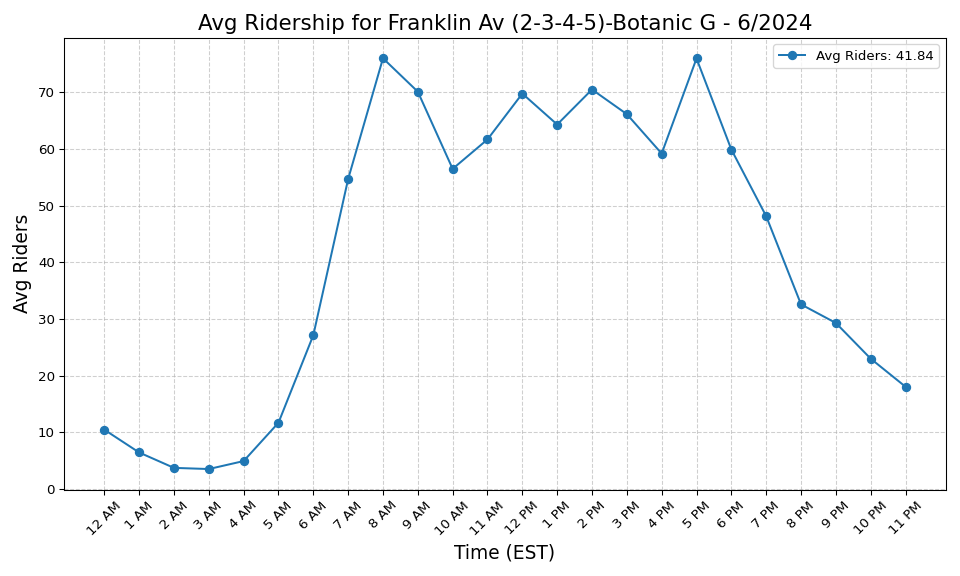 Avg Ridership for Franklin Av (2-3-4-5)-Botanic G - 6/2024
Avg Riders: 41.84
Avg Riders
70
60
50
40
30
20
10
0
12 AM
1 AM
2 AM
3 AM
4 AM
5 AM
6 AM
7 AM
8 AM
9 AM
10 AM
11 AM
12 PM
1 PM
2 PM
3 PM
4 PM
5 PM
6 PM
7 PM
8 PM
9 PM
10 PM
11 PM
Time (EST)